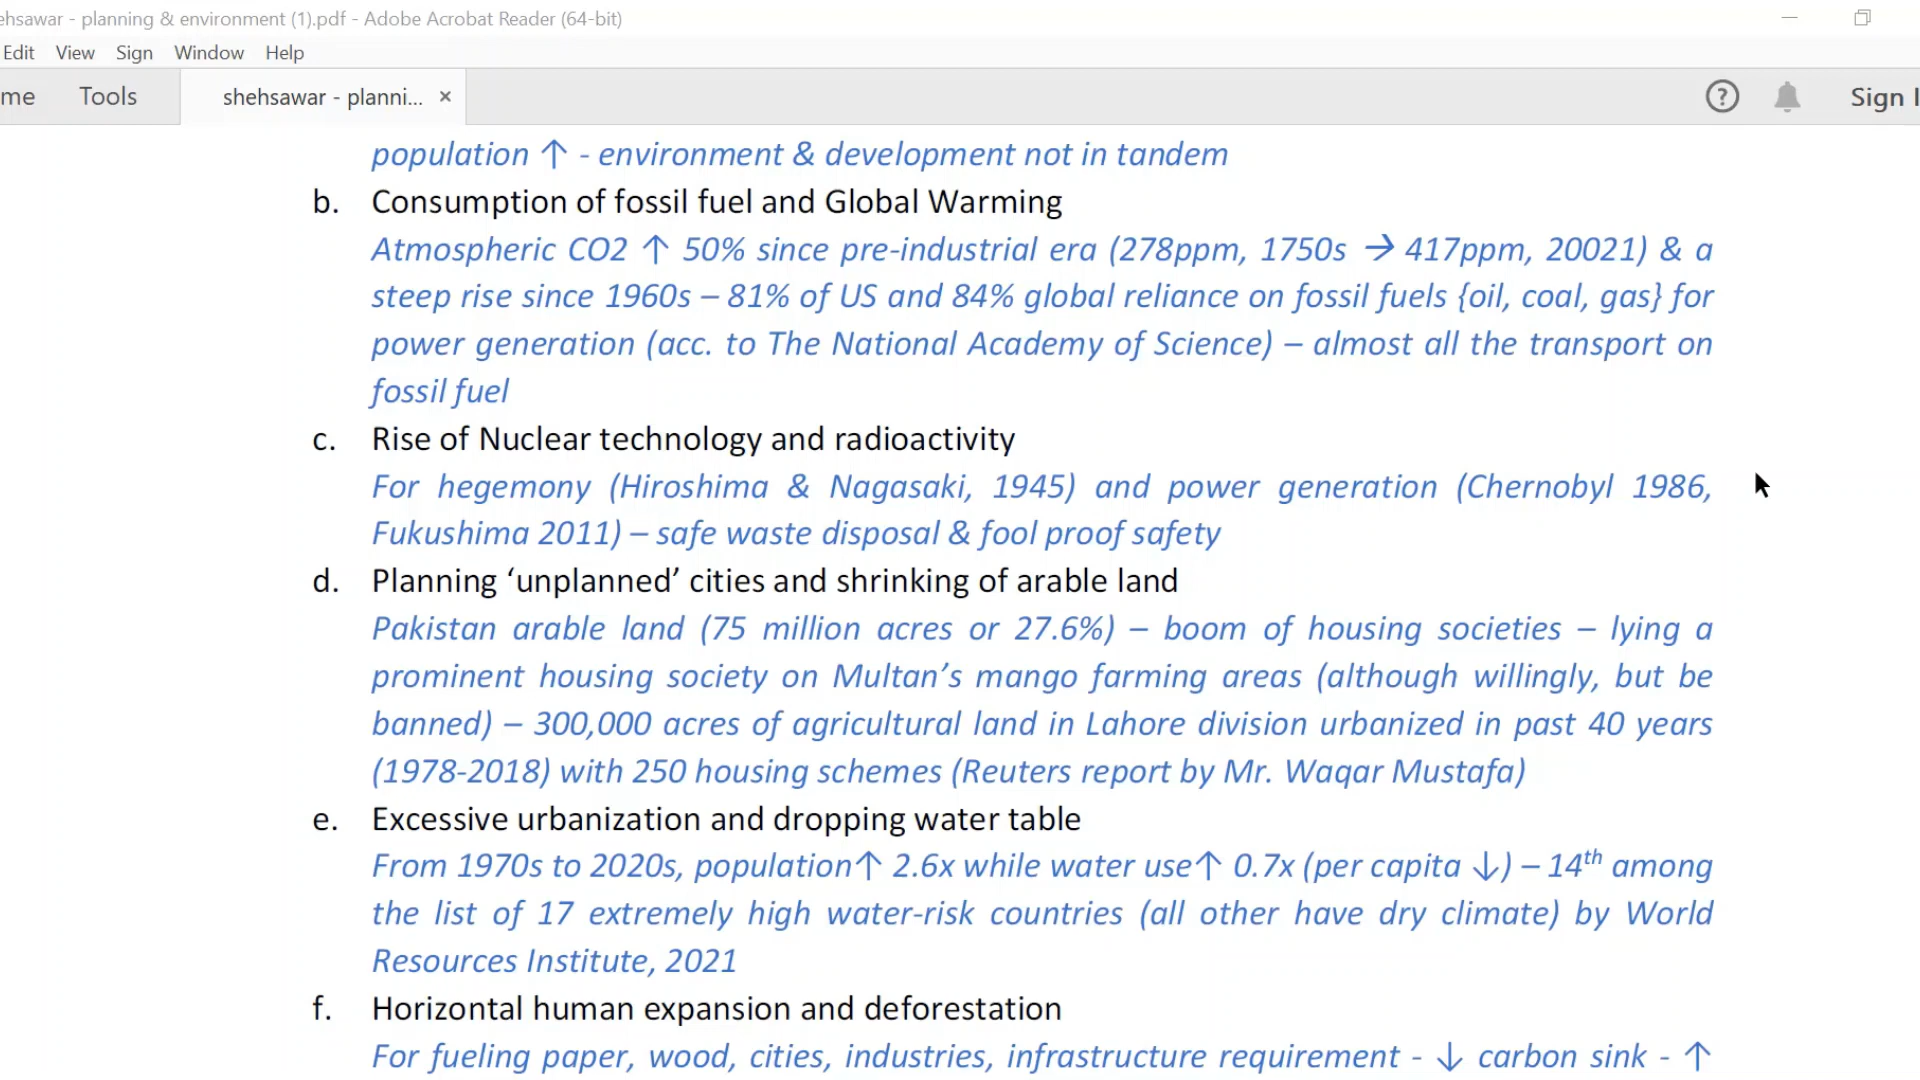 ehsawar - planning & environment (1).pdf - Adobe Acrobat Reader (64-bit)
Edit View Sign Window Help
me Tools shehsawar - planni... × ? Sign I
population ↑ - environment & development not in tandem
b. Consumption of fossil fuel and Global Warming
Atmospheric CO2 ↑ 50% since pre-industrial era (278ppm, 1750s → 417ppm, 20021) & a
steep rise since 1960s – 81% of US and 84% global reliance on fossil fuels {oil, coal, gas} for
power generation (acc. to The National Academy of Science) – almost all the transport on
fossil fuel
c. Rise of Nuclear technology and radioactivity
For hegemony (Hiroshima & Nagasaki, 1945) and power generation (Chernobyl 1986,
Fukushima 2011) – safe waste disposal & fool proof safety
d. Planning ‘unplanned’ cities and shrinking of arable land
Pakistan arable land (75 million acres or 27.6%) – boom of housing societies – lying a
prominent housing society on Multan’s mango farming areas (although willingly, but be
banned) – 300,000 acres of agricultural land in Lahore division urbanized in past 40 years
(1978-2018) with 250 housing schemes (Reuters report by Mr. Waqar Mustafa)
e. Excessive urbanization and dropping water table
From 1970s to 2020s, population↑ 2.6x while water use↑ 0.7x (per capita ↓) – 14th among
the list of 17 extremely high water-risk countries (all other have dry climate) by World
Resources Institute, 2021
f. Horizontal human expansion and deforestation
For fueling paper, wood, cities, industries, infrastructure requirement - ↓ carbon sink - ↑